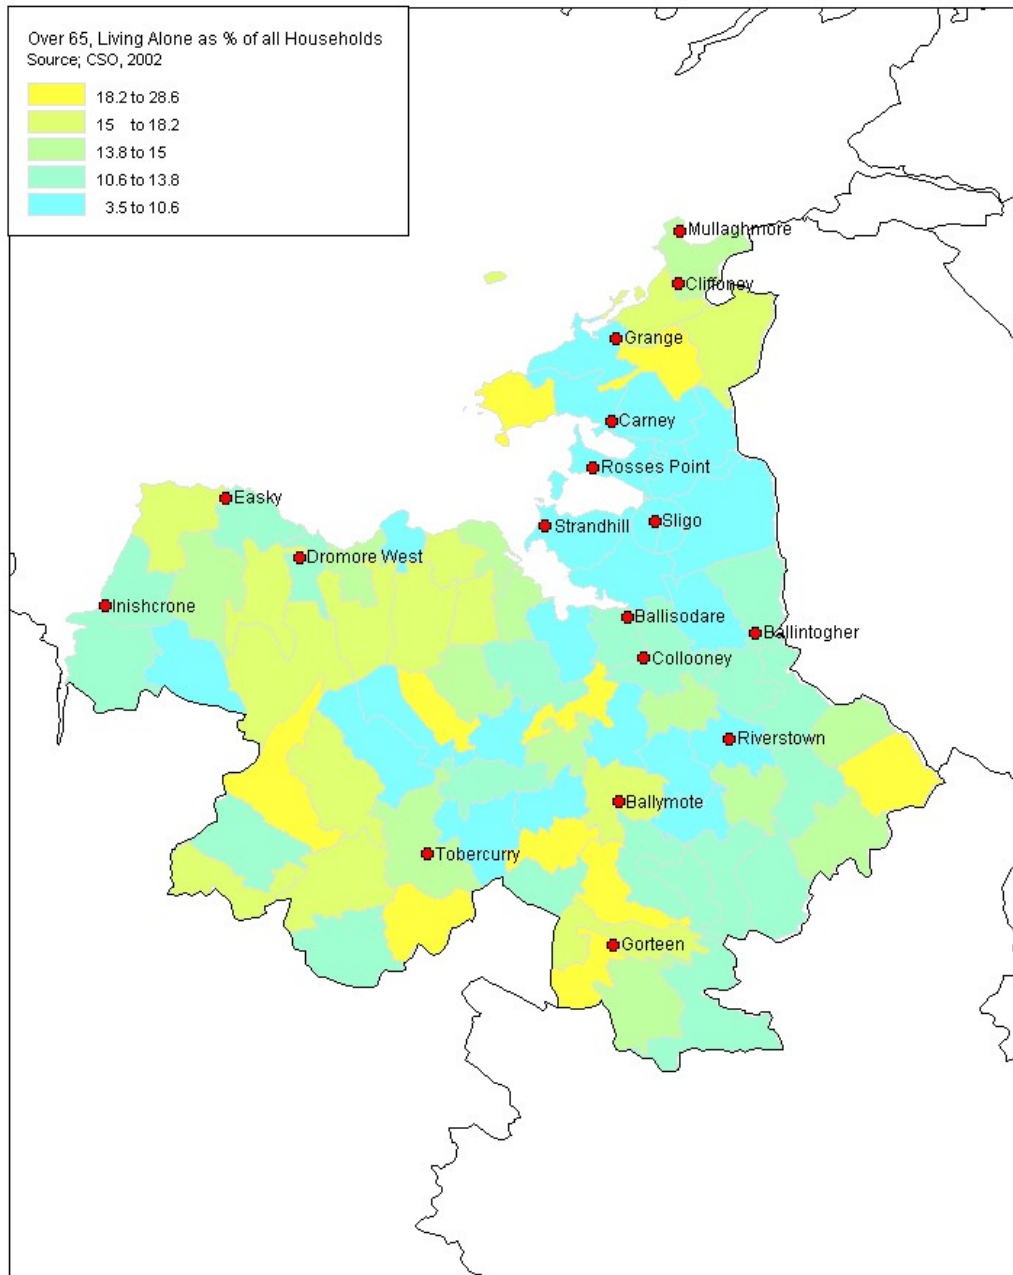 Over 65, Living Alone as % of all Households
Source; CSO, 2002
18.2 to 28.6
15 to 18.2
13.8 to 15
10.6 to 13.8
3.5 to 10.6
Mullaghmore
Cliffoney
Grange
Carney
Rosses Point
Easky
Sligo
Strandhill
Dromore West
Inishcrone
Ballisodare
Ballintogher
Collooney
Riverstown
Ballymote
Tobercurry
Gorteen